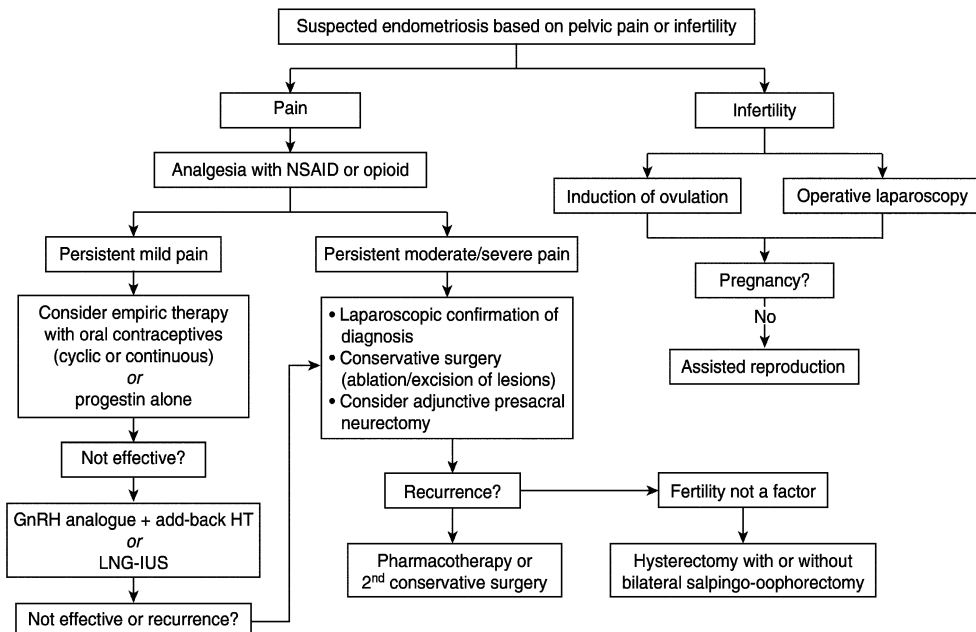 Suspected endometriosis based on pelvic pain or infertility
Pain
Infertility
Analgesia with NSAID or opioid
Induction of ovulation
Operative laparoscopy
Persistent mild pain
Persistent moderate/severe pain
Pregnancy?
No
Assisted reproduction
Consider empiric therapy
with oral contraceptives
(cyclic or continuous)
or
progestin alone
• Laparoscopic confirmation of
diagnosis
• Conservative surgery
(ablation/excision of lesions)
• Consider adjunctive presacral
neurectomy
Not effective?
Recurrence?
Fertility not a factor
GnRH analogue + add-back HT
or
LNG-IUS
Pharmacotherapy or
2nd conservative surgery
Hysterectomy with or without
bilateral salpingo-oophorectomy
Not effective or recurrence?